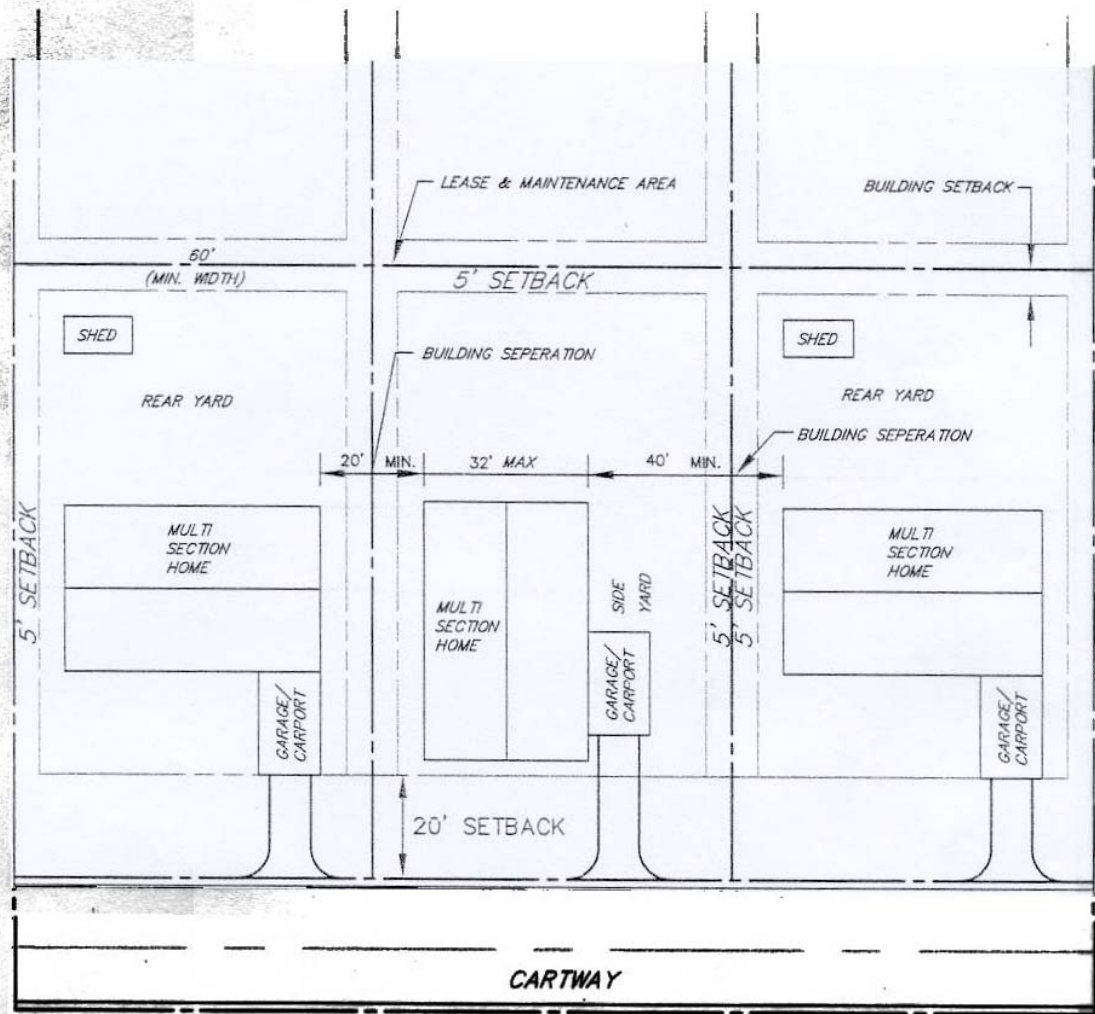 LEASE & MAINTENANCE AREA
BUILDING SETBACK
60'
(MIN. WIDTH)
5' SETBACK
SHED
SHED
BUILDING SEPERATION
REAR YARD
REAR YARD
BUILDING SEPERATION
20' MIN.
32' MAX
40' MIN.
5' SETBACK
MULTI
SECTION
HOME
MULTI
SECTION
HOME
SIDE
YARD
5' SETBACK
5' SETBACK
MULTI
SECTION
HOME
GARAGE/
CARPORT
GARAGE/
CARPORT
GARAGE/
CARPORT
20' SETBACK
CARTWAY